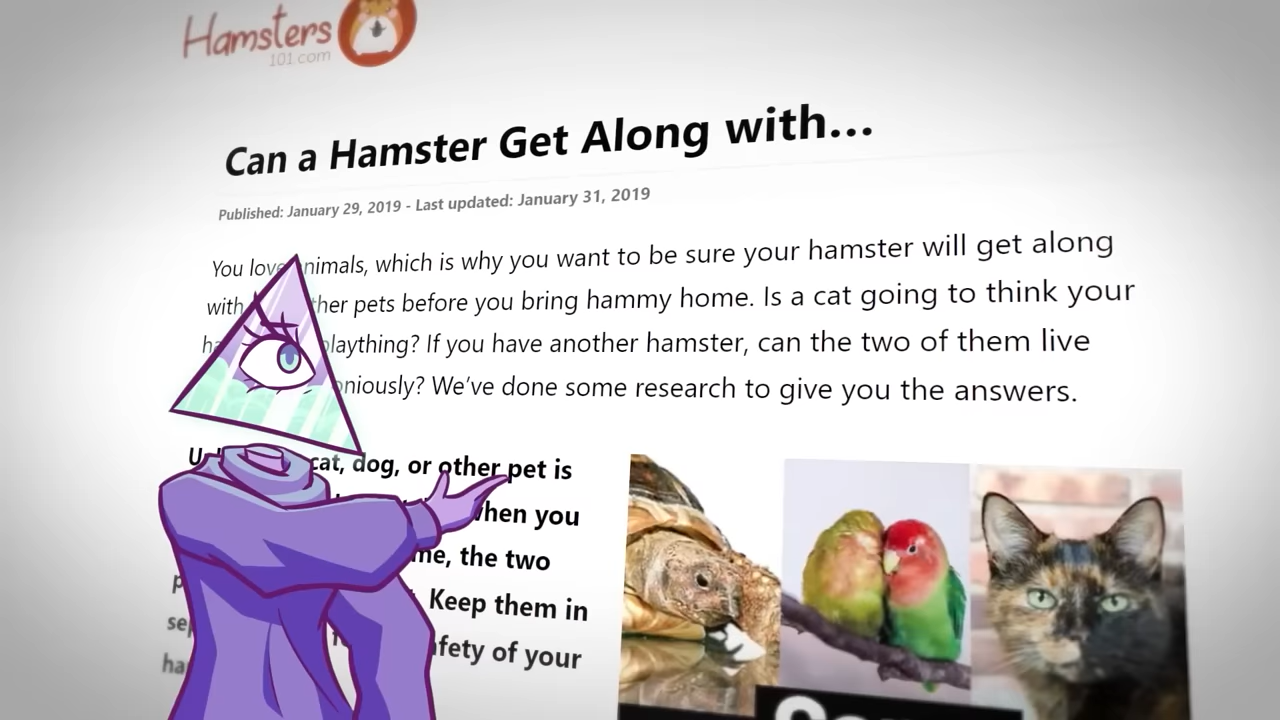 Hamsters
101.com
Can a Hamster Get Along with...
Published: January 29, 2019 - Last updated: January 31, 2019
You love animals, which is why you want to be sure your hamster will get along
with ther pets before you bring hammy home. Is a cat going to think your
plaything? If you have another hamster, can the two of them live
oniously? We've done some research to give you the answers.
cat, dog, or other pet is
when you
me, the two
Keep them in
fety of your